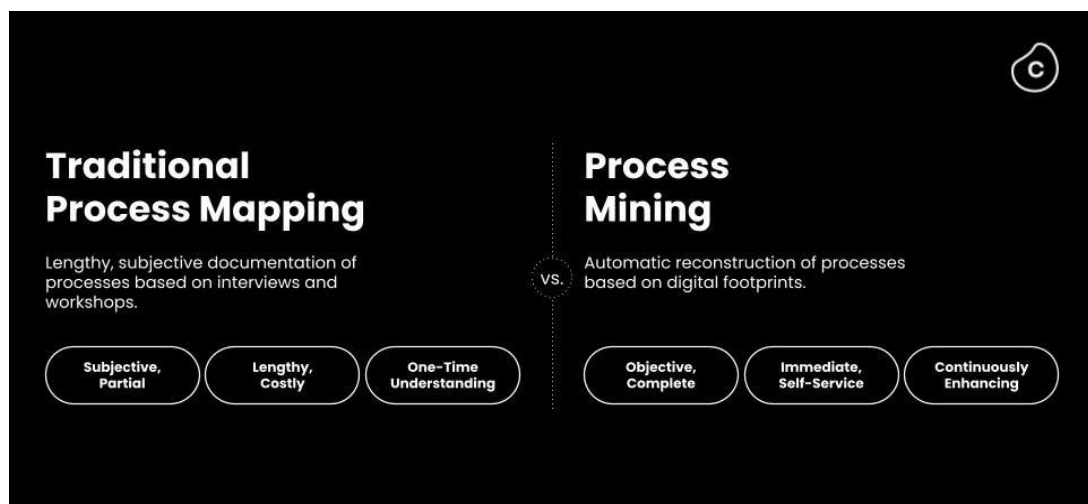 C
Traditional
Process Mapping
Lengthy, subjective documentation of
processes based on interviews and
workshops.
Subjective,
Partial
Lengthy,
Costly
One-Time
Understanding
vs.
Process
Mining
Automatic reconstruction of processes
based on digital footprints.
Objective,
Complete
Immediate,
Self-Service
Continuously
Enhancing